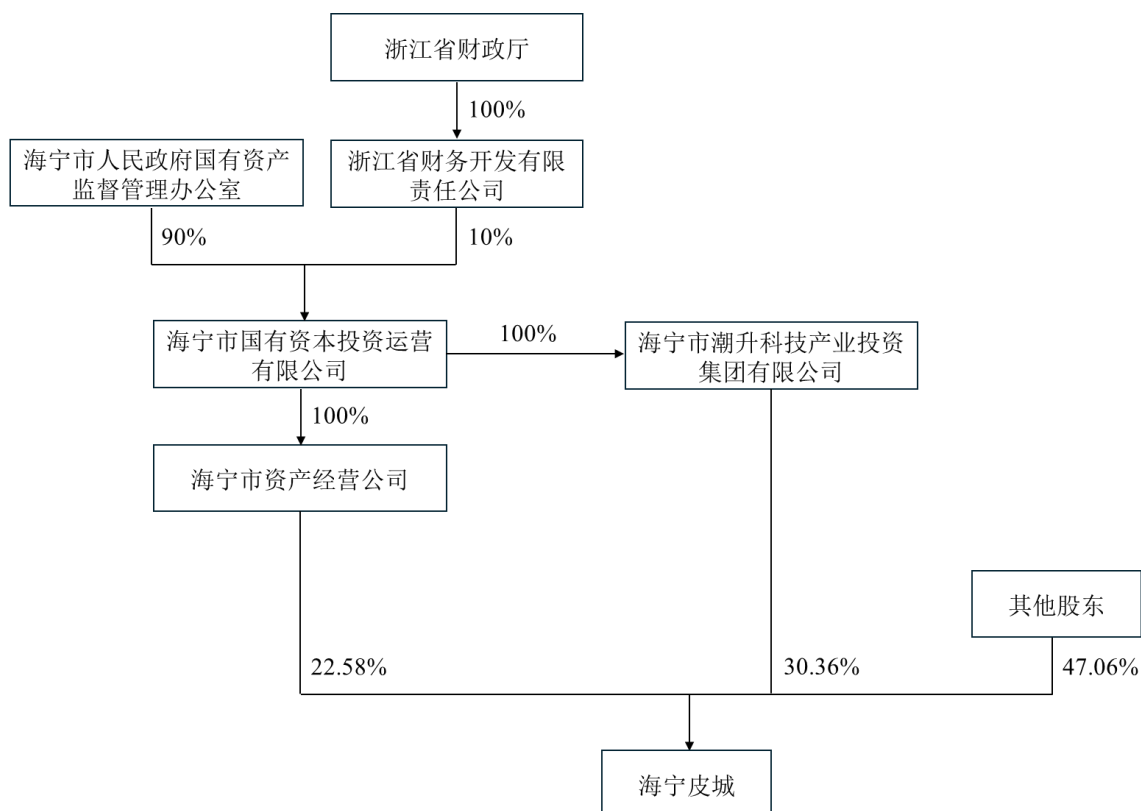 浙江省财政厅
100%
海宁市人民政府国有资产
监督管理办公室
浙江省财务开发有限
责任公司
90%
10%
海宁市国有资本投资运营
有限公司
100%
海宁市潮升科技产业投资
集团有限公司
100%
海宁市资产经营公司
其他股东
22.58%
30.36%
47.06%
海宁皮城